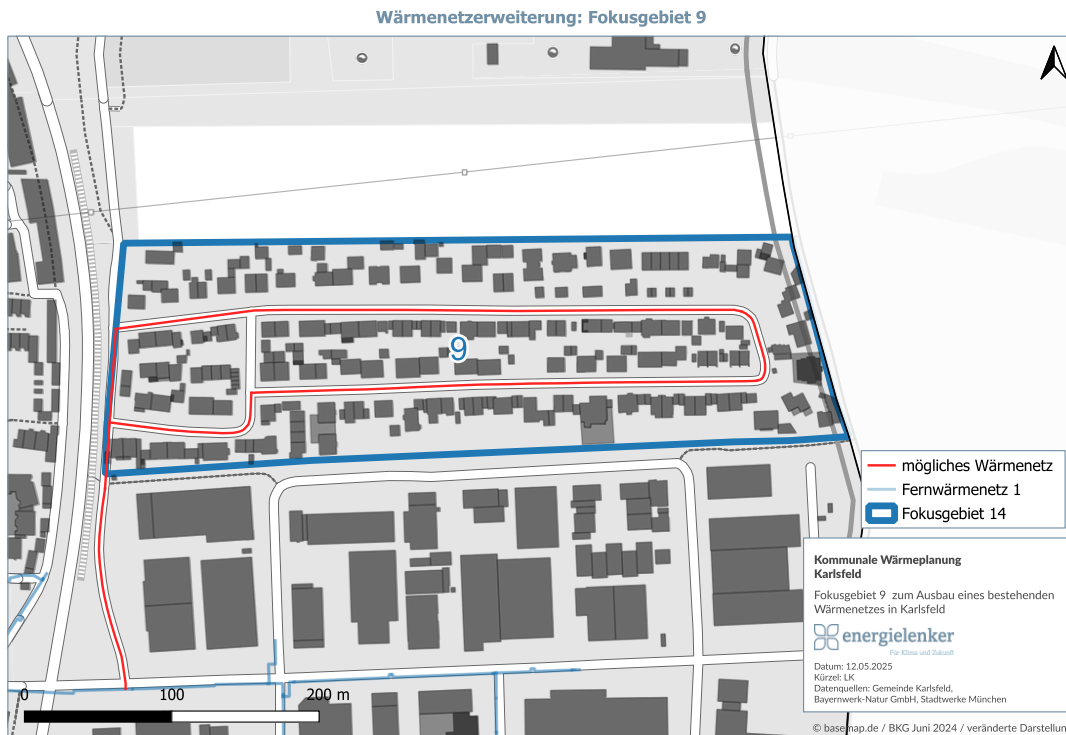 Wärmenetzerweiterung: Fokusgebiet 9
9
mögliches Wärmenetz
Fernwärmenetz 1
Fokusgebiet 14
Kommunale Wärmeplanung
Karlsfeld
Fokusgebiet 9 zum Ausbau eines bestehenden
Wärmenetzes in Karlsfeld
energielenker
Für Klima und Zukunft
Datum: 12.05.2025
Kürzel: LK
Datenquellen: Gemeinde Karlsfeld,
Bayernwerk-Natur GmbH, Stadtwerke München
0 100 200 m
© basemap.de / BKG Juni 2024 / veränderte Darstellun